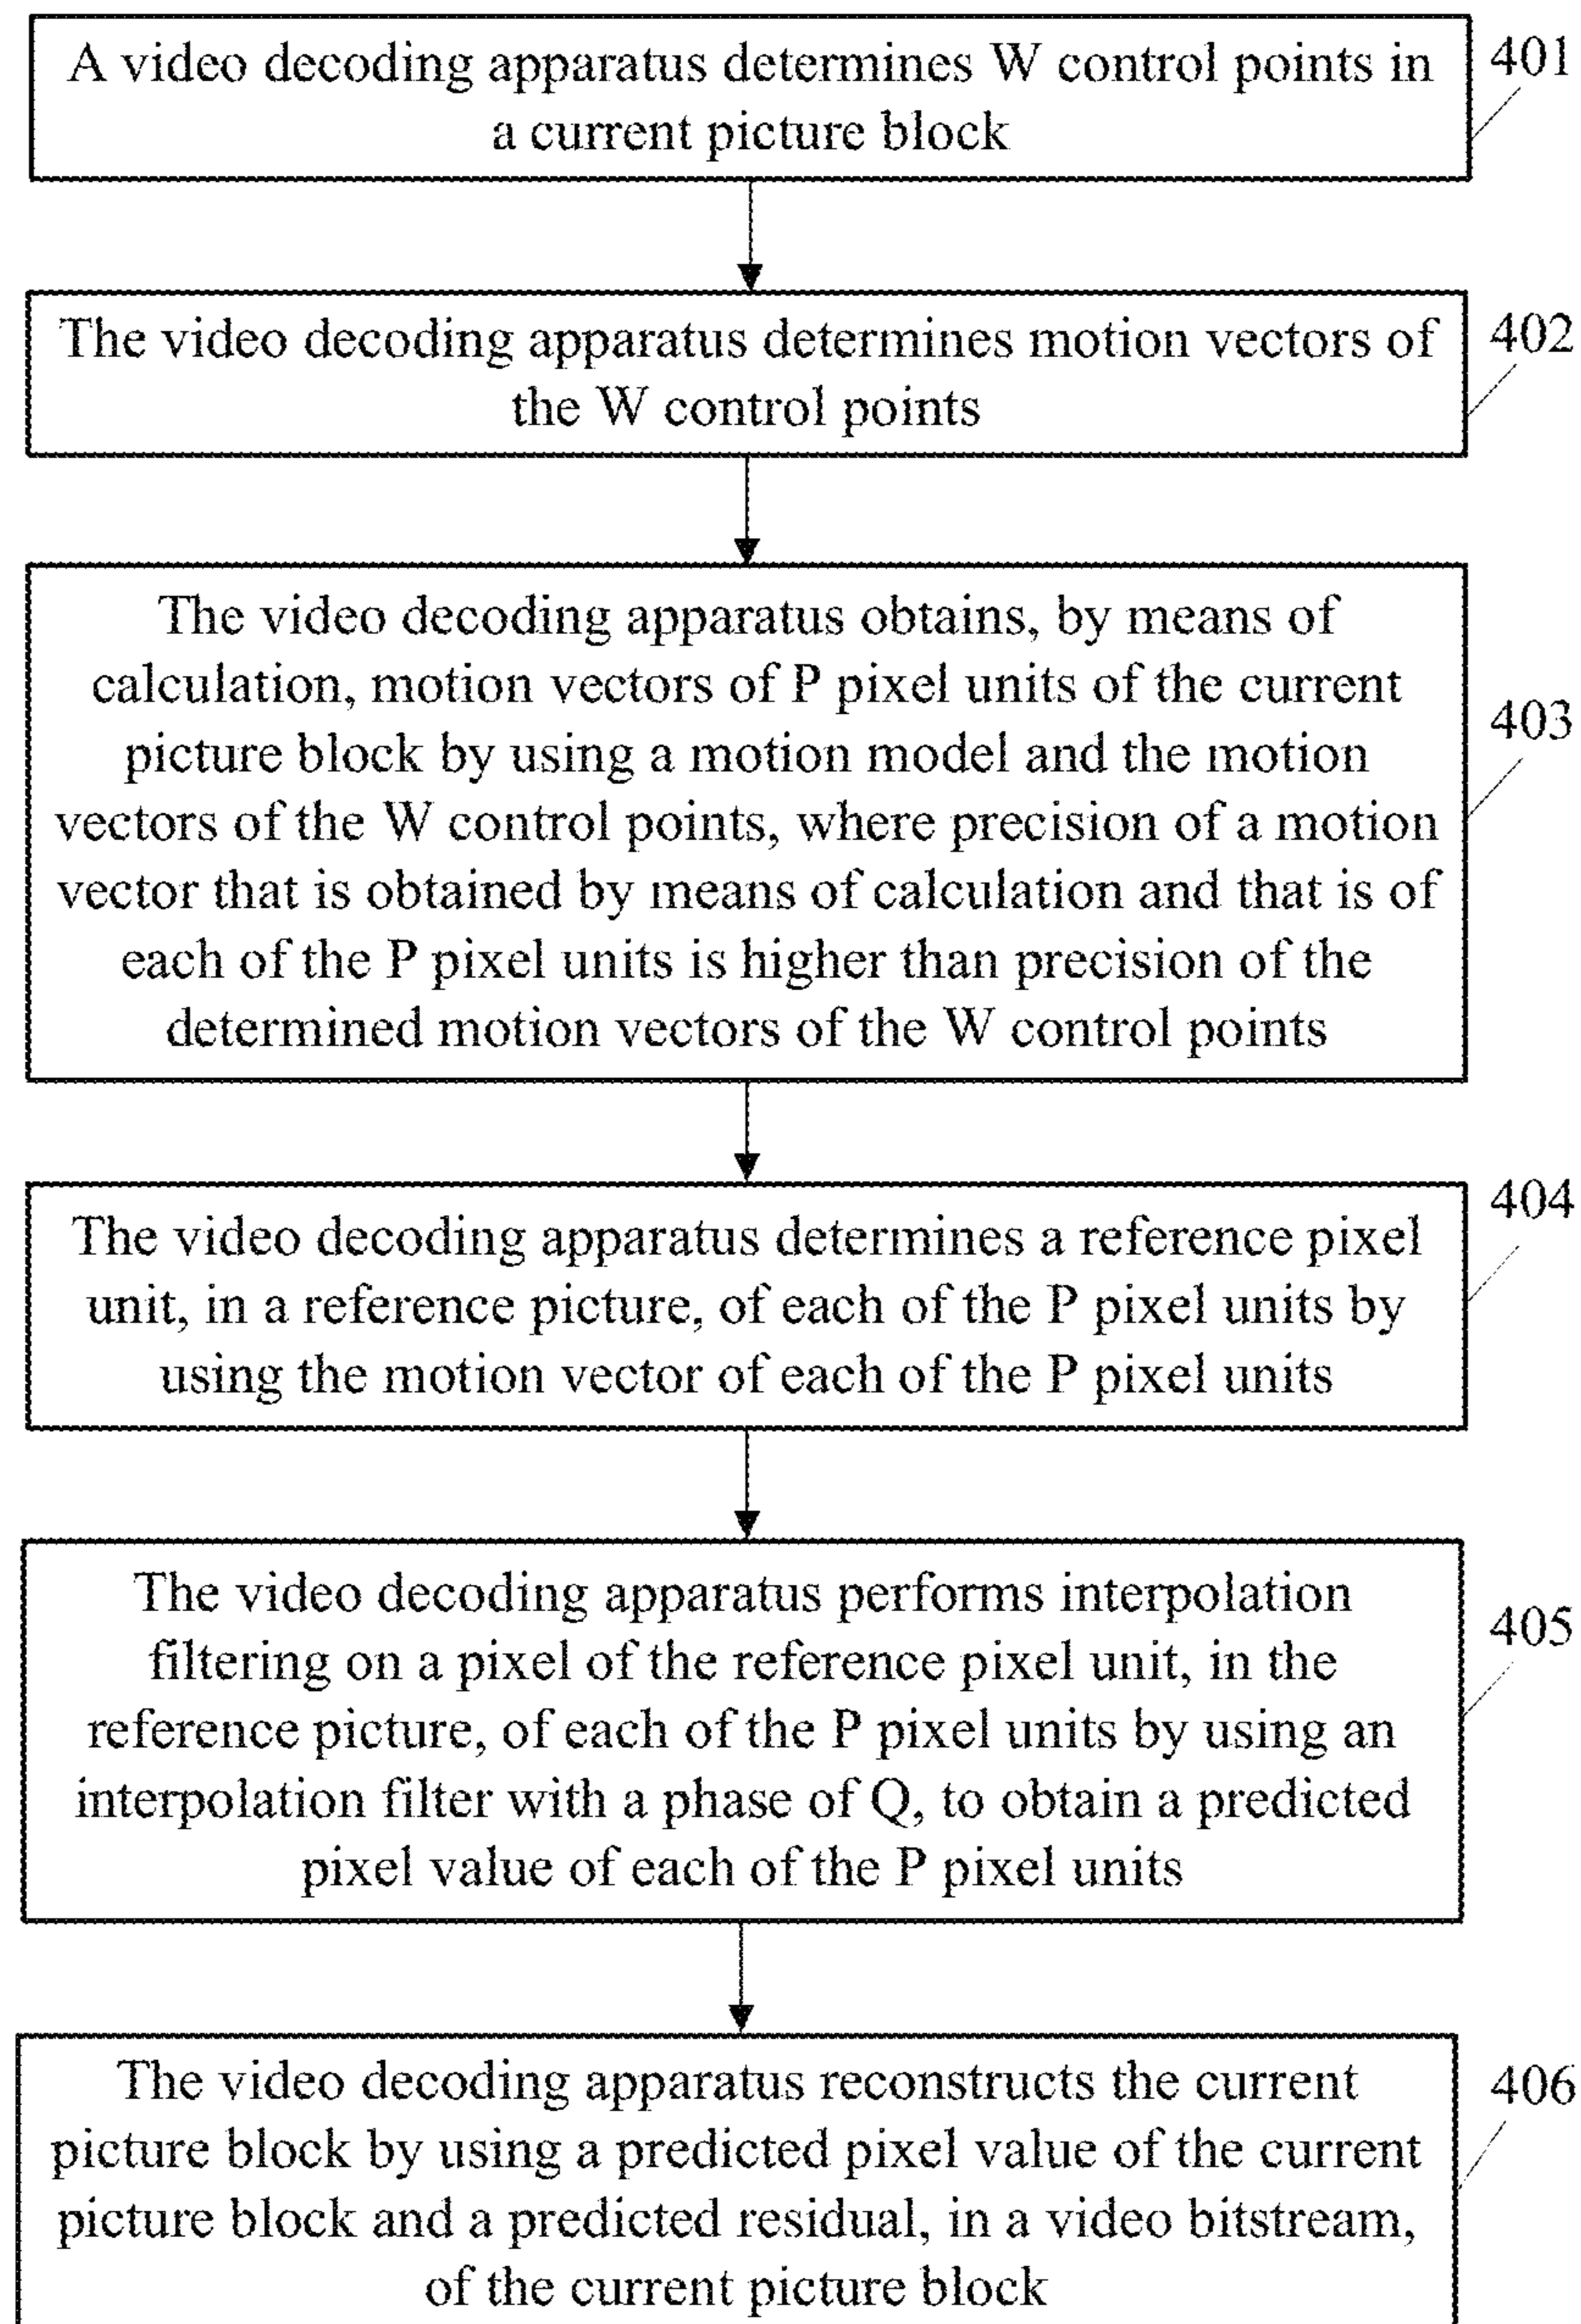 A video decoding apparatus determines W control points in
a current picture block
401
The video decoding apparatus determines motion vectors of
the W control points
402
The video decoding apparatus obtains, by means of
calculation, motion vectors of P pixel units of the current
picture block by using a motion model and the motion
vectors of the W control points, where precision of a motion
vector that is obtained by means of calculation and that is of
each of the P pixel units is higher than precision of the
determined motion vectors of the W control points
403
The video decoding apparatus determines a reference pixel
unit, in a reference picture, of each of the P pixel units by
using the motion vector of each of the P pixel units
404
The video decoding apparatus performs interpolation
filtering on a pixel of the reference pixel unit, in the
reference picture, of each of the P pixel units by using an
interpolation filter with a phase of Q, to obtain a predicted
pixel value of each of the P pixel units
405
The video decoding apparatus reconstructs the current
picture block by using a predicted pixel value of the current
picture block and a predicted residual, in a video bitstream,
of the current picture block
406